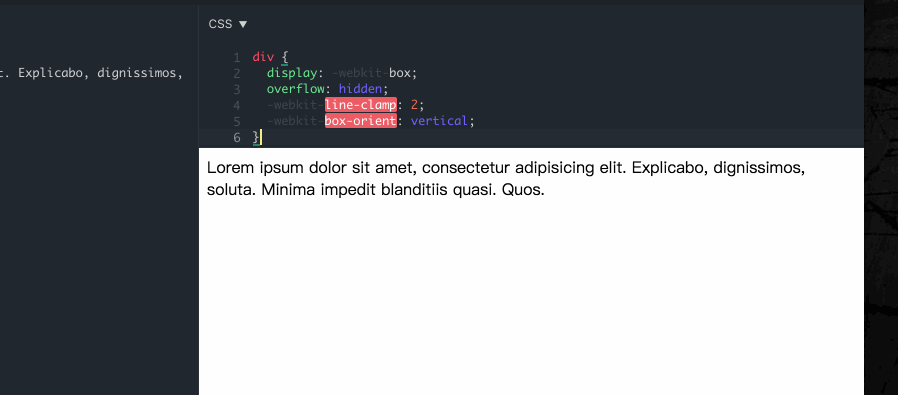 CSS ▼
t. Explicabo, dignissimos,
1 div {
2 display: -webkit-box;
3 overflow: hidden;
4 -webkit-line-clamp: 2;
5 -webkit-box-orient: vertical;
6 }
Lorem ipsum dolor sit amet, consectetur adipisicing elit. Explicabo, dignissimos,
soluta. Minima impedit blanditiis quasi. Quos.